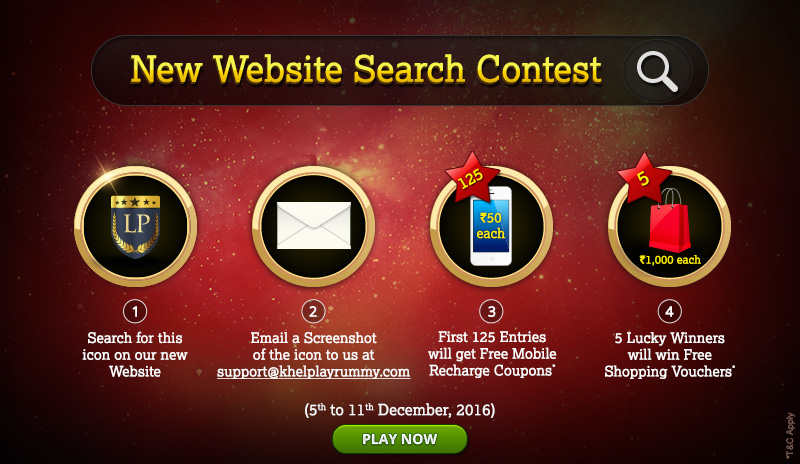 New Website Search Contest
LP
125
₹50
each
5
₹1,000 each
1
2
3
4
Search for this
icon on our new
Website
Email a Screenshot
of the icon to us at
support@khelplayrummy.com
First 125 Entries
will get Free Mobile
Recharge Coupons*
5 Lucky Winners
will win Free
Shopping Vouchers*
(5th to 11th December, 2016)
PLAY NOW
*T&C Apply